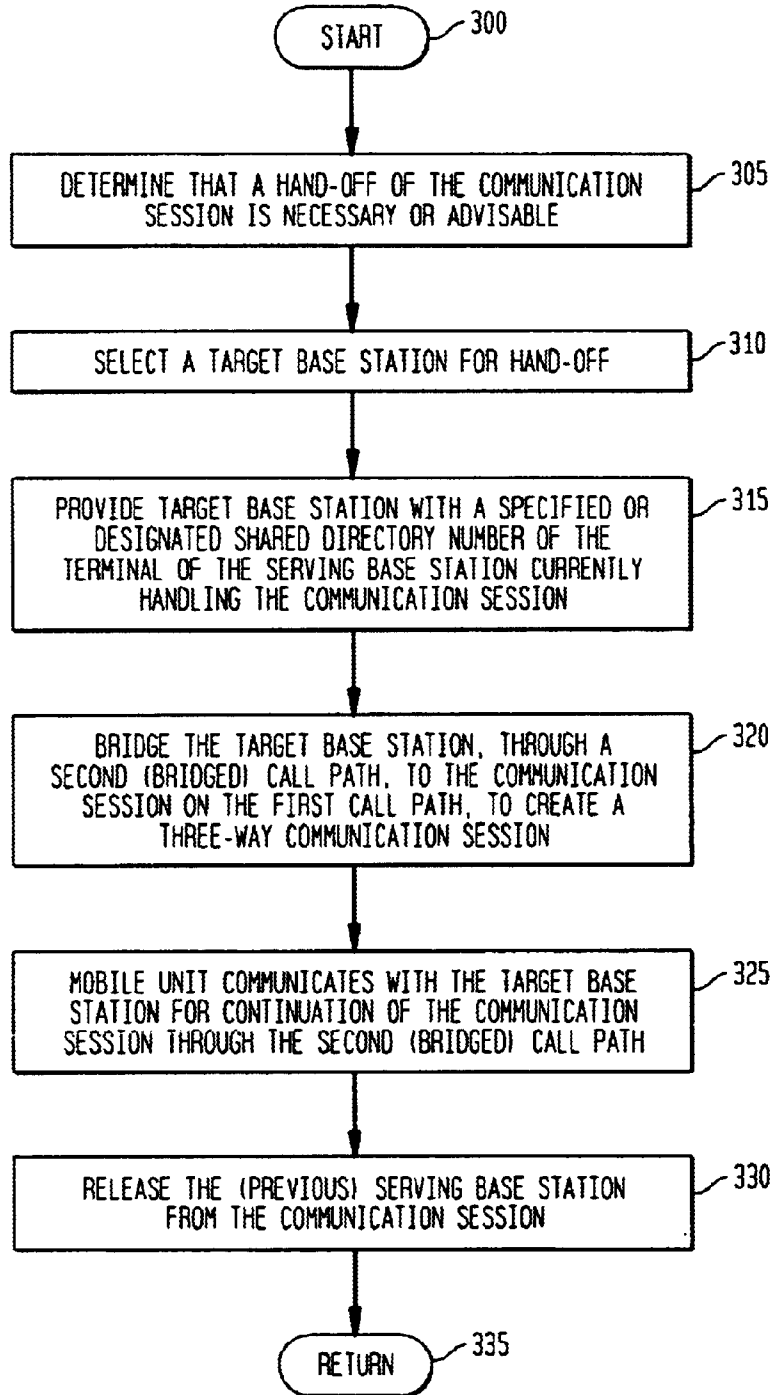 START
300
DETERMINE THAT A HAND-OFF OF THE COMMUNICATION
SESSION IS NECESSARY OR ADVISABLE
305
SELECT A TARGET BASE STATION FOR HAND-OFF
310
PROVIDE TARGET BASE STATION WITH A SPECIFIED OR
DESIGNATED SHARED DIRECTORY NUMBER OF THE
TERMINAL OF THE SERVING BASE STATION CURRENTLY
HANDLING THE COMMUNICATION SESSION
315
BRIDGE THE TARGET BASE STATION, THROUGH A
SECOND (BRIDGED) CALL PATH, TO THE COMMUNICATION
SESSION ON THE FIRST CALL PATH, TO CREATE A
THREE-WAY COMMUNICATION SESSION
320
MOBILE UNIT COMMUNICATES WITH THE TARGET BASE
STATION FOR CONTINUATION OF THE COMMUNICATION
SESSION THROUGH THE SECOND (BRIDGED) CALL PATH
325
RELEASE THE (PREVIOUS) SERVING BASE STATION
FROM THE COMMUNICATION SESSION
330
RETURN
335